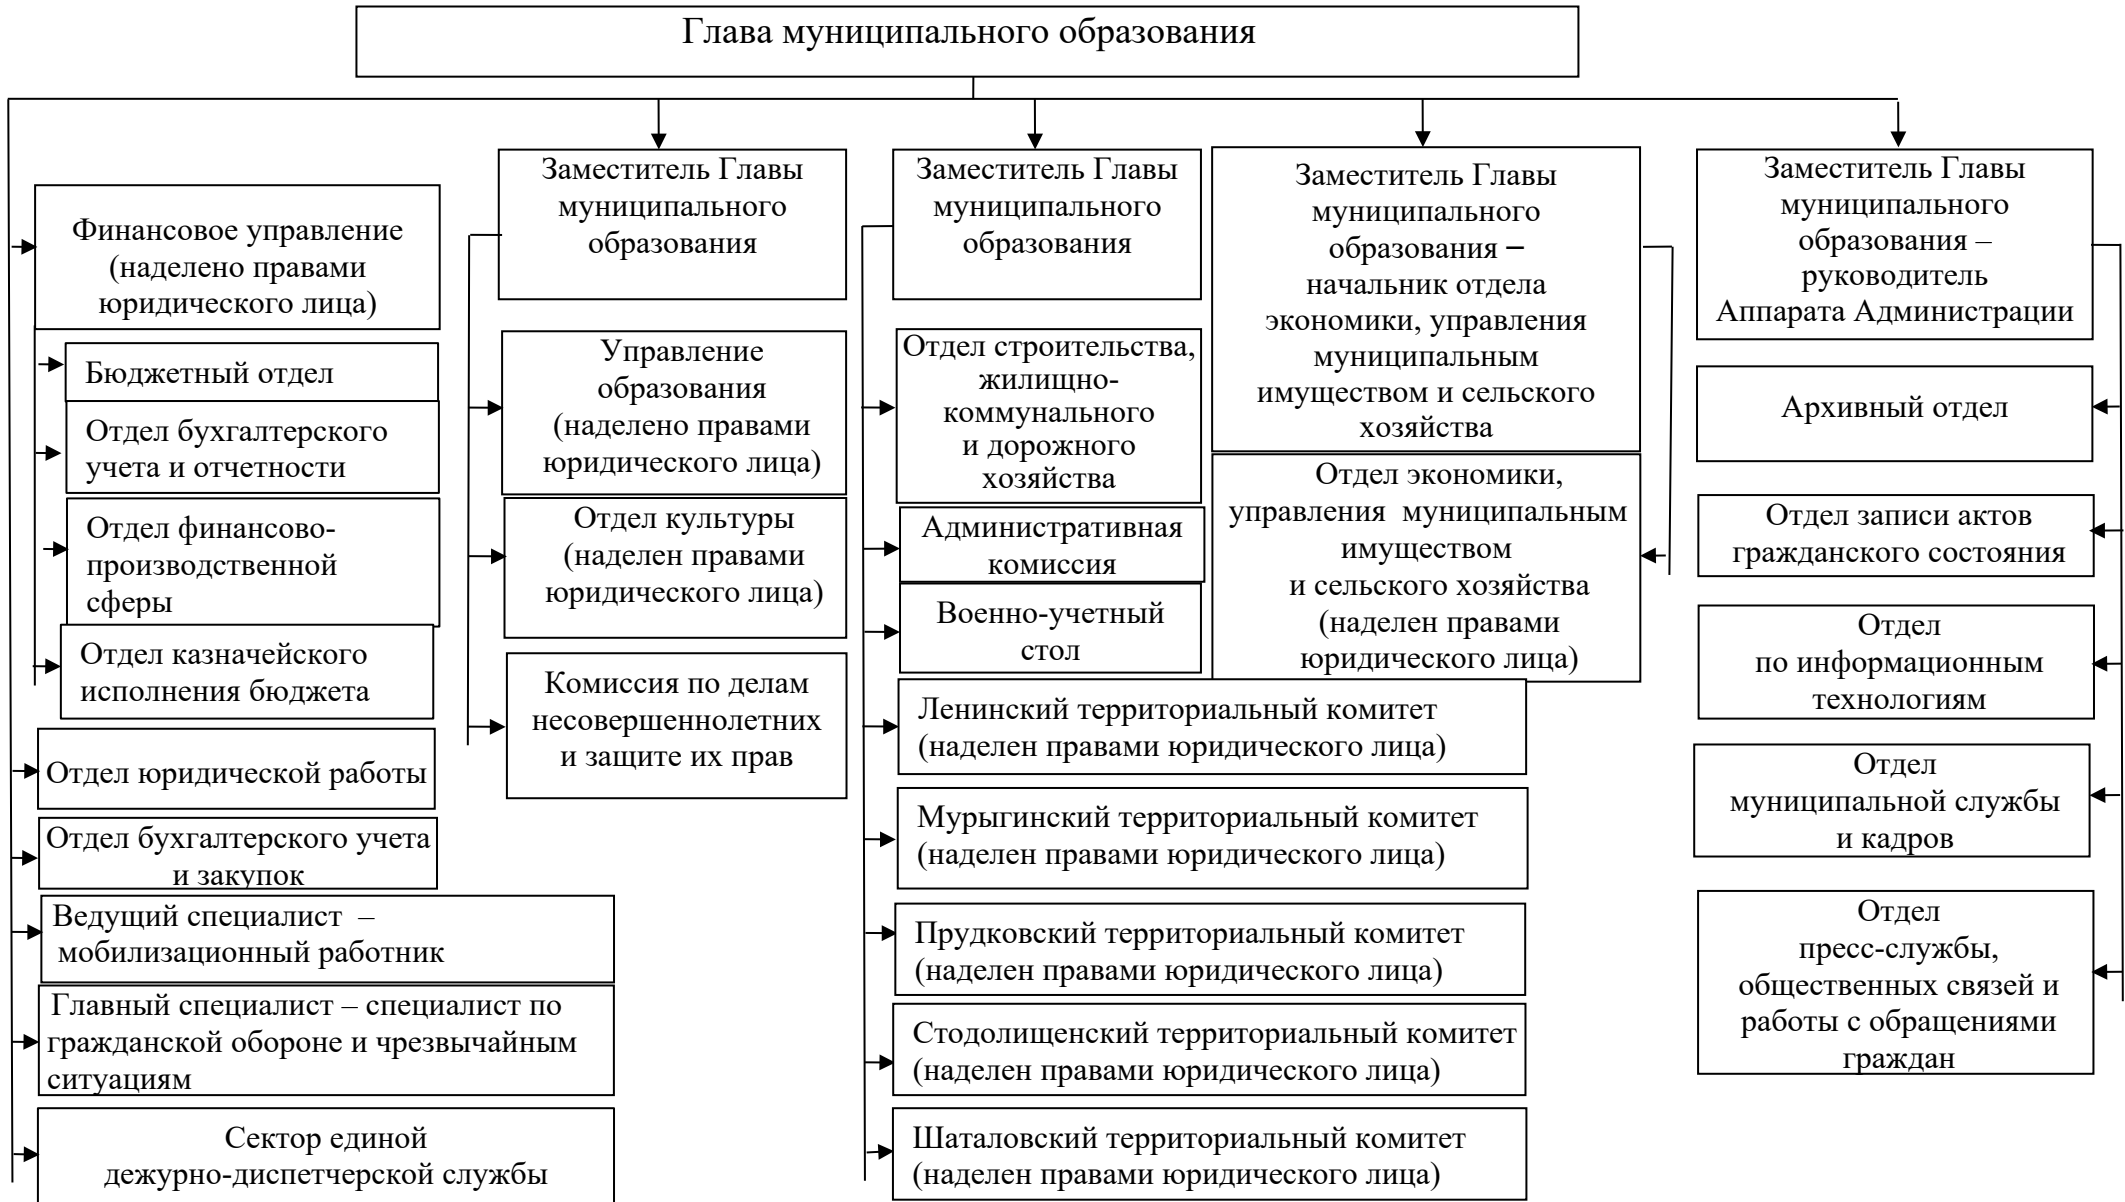 Глава муниципального образования
Финансовое управление
(наделено правами
юридического лица)
Бюджетный отдел
Отдел бухгалтерского
учета и отчетности
Отдел финансово-
производственной
сферы
Отдел казначейского
исполнения бюджета
Отдел юридической работы
Отдел бухгалтерского учета
и закупок
Ведущий специалист –
мобилизационный работник
Главный специалист – специалист по
гражданской обороне и чрезвычайным
ситуациям
Сектор единой
дежурно-диспетчерской службы
Заместитель Главы
муниципального
образования
Управление
образования
(наделено правами
юридического лица)
Отдел культуры
(наделен правами
юридического лица)
Комиссия по делам
несовершеннолетних
и защите их прав
Заместитель Главы
муниципального
образования
Отдел строительства,
жилищно-
коммунального
и дорожного
хозяйства
Административная
комиссия
Военно-учетный
стол
Ленинский территориальный комитет
(наделен правами юридического лица)
Мурыгинский территориальный комитет
(наделен правами юридического лица)
Прудковский территориальный комитет
(наделен правами юридического лица)
Стодолищенский территориальный комитет
(наделен правами юридического лица)
Шаталовский территориальный комитет
(наделен правами юридического лица)
Заместитель Главы
муниципального
образования –
начальник отдела
экономики, управления
муниципальным
имуществом и сельского
хозяйства
Отдел экономики,
управления муниципальным
имуществом
и сельского хозяйства
(наделен правами
юридического лица)
Заместитель Главы
муниципального
образования –
руководитель
Аппарата Администрации
Архивный отдел
Отдел записи актов
гражданского состояния
Отдел
по информационным
технологиям
Отдел
муниципальной службы
и кадров
Отдел
пресс-службы,
общественных связей и
работы с обращениями
граждан